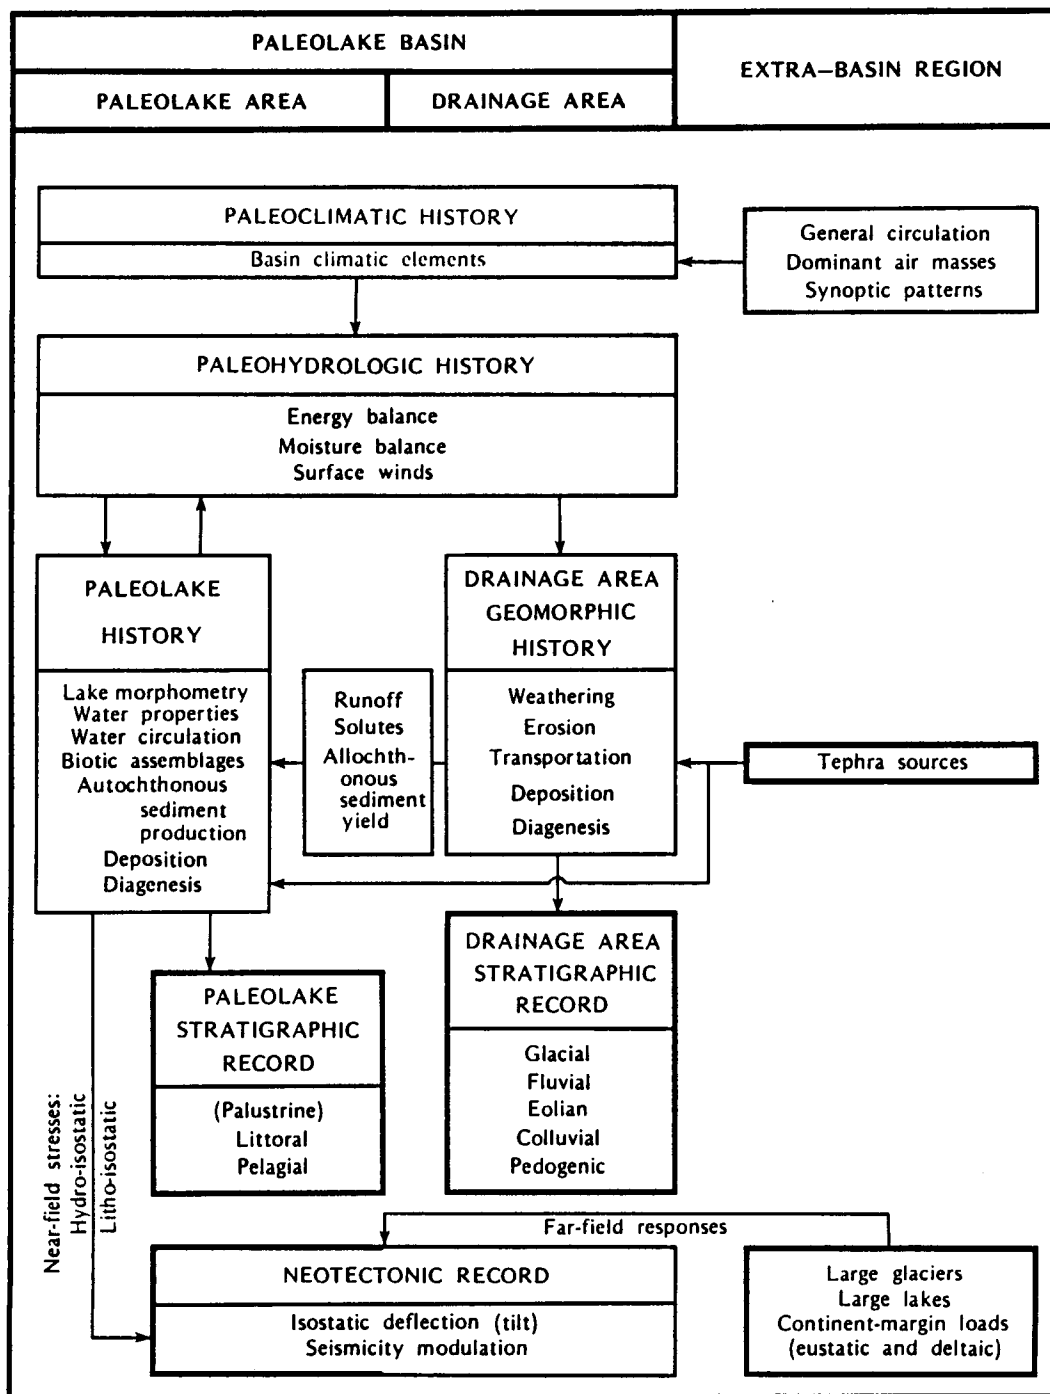 PALEOLAKE BASIN
EXTRA—BASIN REGION
PALEOLAKE AREA
DRAINAGE AREA
PALEOCLIMATIC HISTORY
Basin climatic elements
General circulation
Dominant air masses
Synoptic patterns
PALEOHYDROLOGIC HISTORY
Energy balance
Moisture balance
Surface winds
PALEOLAKE
HISTORY
Lake morphometry
Water properties
Water circulation
Biotic assemblages
Autochthonous
sediment
production
Deposition
Diagenesis
Runoff
Solutes
Allochth-
onous
sediment
yield
DRAINAGE AREA
GEOMORPHIC
HISTORY
Weathering
Erosion
Transportation
Deposition
Diagenesis
Tephra sources
PALEOLAKE
STRATIGRAPHIC
RECORD
(Palustrine)
Littoral
Pelagial
DRAINAGE AREA
STRATIGRAPHIC
RECORD
Glacial
Fluvial
Eolian
Colluvial
Pedogenic
Near-field stresses:
Hydro-isostatic
Litho-isostatic
Far-field responses
NEOTECTONIC RECORD
Isostatic deflection (tilt)
Seismicity modulation
Large glaciers
Large lakes
Continent-margin loads
(eustatic and deltaic)